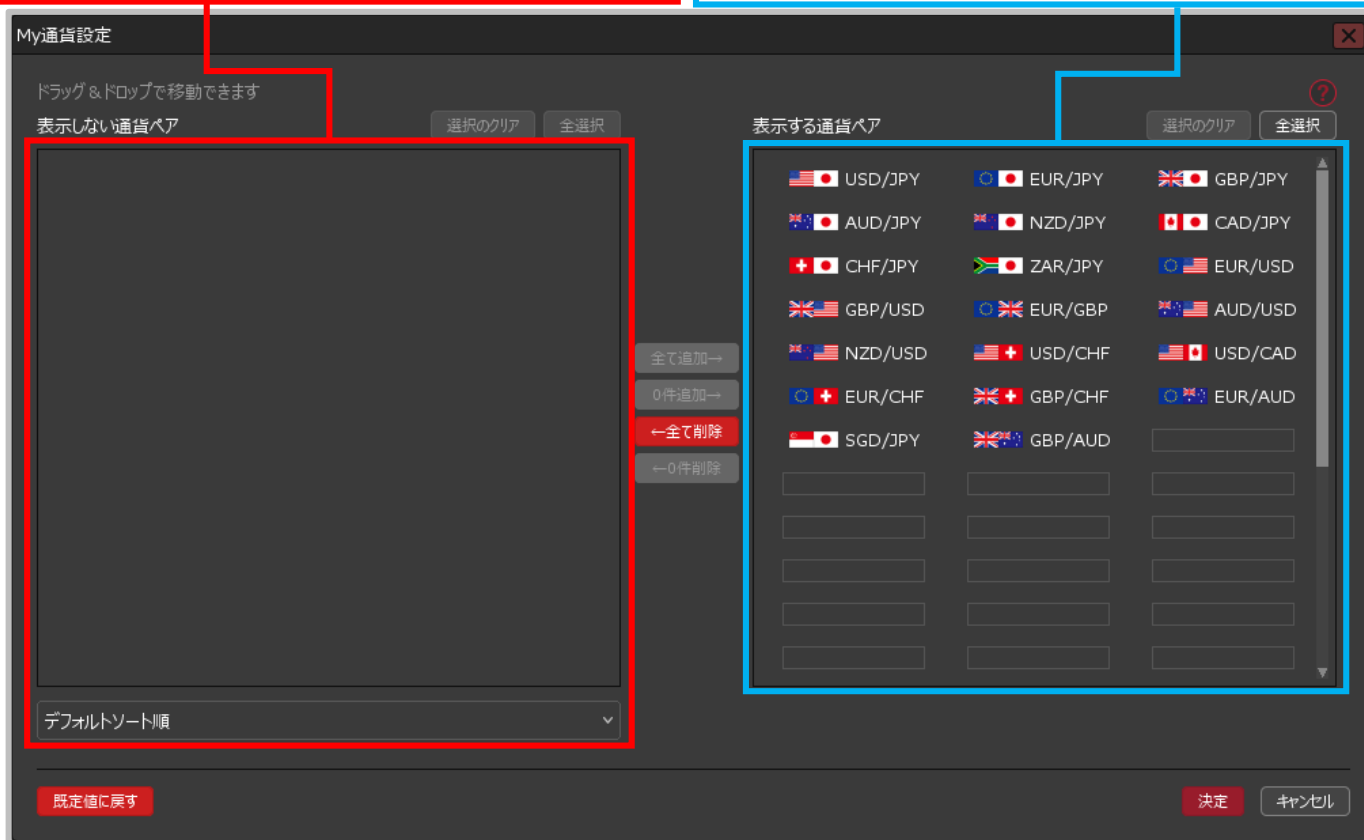 My通貨設定
ドラッグ＆ドロップで移動できます
?
表示しない通貨ペア
選択のクリア
全選択
表示する通貨ペア
選択のクリア
全選択
USD/JPY EUR/JPY GBP/JPY
AUD/JPY NZD/JPY CAD/JPY
CHF/JPY ZAR/JPY EUR/USD
GBP/USD EUR/GBP AUD/USD
NZD/USD USD/CHF USD/CAD
EUR/CHF GBP/CHF EUR/AUD
SGD/JPY GBP/AUD
全て追加→
0件追加→
←全て削除
←0件削除
デフォルトソート順
既定値に戻す
決定
キャンセル